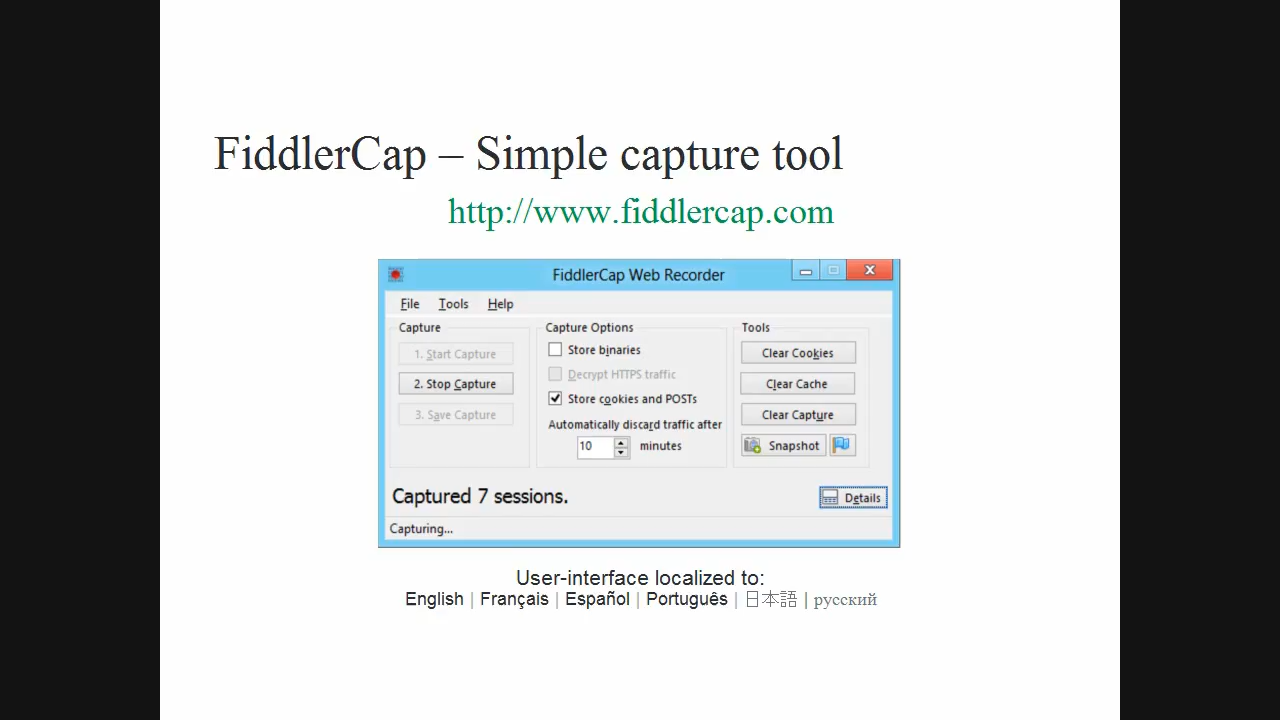 FiddlerCap – Simple capture tool
http://www.fiddlercap.com
FiddlerCap Web Recorder
File Tools Help
Capture
1. Start Capture
2. Stop Capture
3. Save Capture
Capture Options
Store binaries
Decrypt HTTPS traffic
Store cookies and POSTs
Automatically discard traffic after
10 minutes
Tools
Clear Cookies
Clear Cache
Clear Capture
Snapshot
Captured 7 sessions.
Details
Capturing...
User-interface localized to:
English | Français | Español | Português | 日本語 | русский